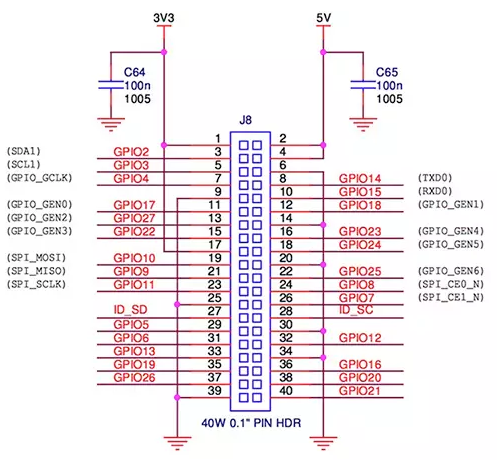 3V3 5V
C64 C65
100n 100n
1005 1005
J8
1 2
(SDA1) GPIO2 3 4
(SCL1) GPIO3 5 6
(GPIO_GCLK) GPIO4 7 8 GPIO14 (TXD0)
9 10 GPIO15 (RXD0)
(GPIO_GEN0) GPIO17 11 12 GPIO18 (GPIO_GEN1)
(GPIO_GEN2) GPIO27 13 14
(GPIO_GEN3) GPIO22 15 16 GPIO23 (GPIO_GEN4)
17 18 GPIO24 (GPIO_GEN5)
(SPI_MOSI) GPIO10 19 20
(SPI_MISO) GPIO9 21 22 GPIO25 (GPIO_GEN6)
(SPI_SCLK) GPIO11 23 24 GPIO8 (SPI_CE0_N)
25 26 GPIO7 (SPI_CE1_N)
ID_SD 27 28 ID_SC
GPIO5 29 30
GPIO6 31 32 GPIO12
GPIO13 33 34
GPIO19 35 36 GPIO16
GPIO26 37 38 GPIO20
39 40 GPIO21
40W 0.1" PIN HDR